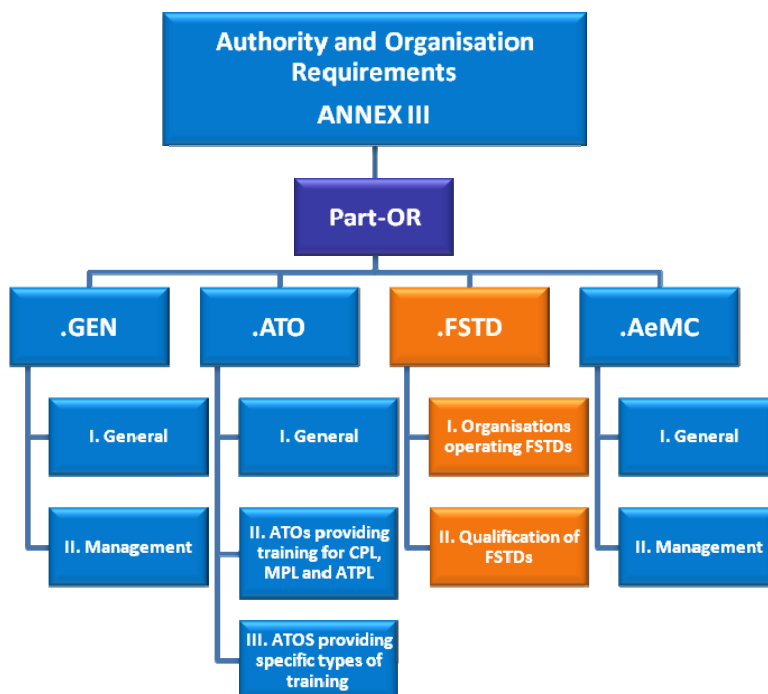 Authority and Organisation
Requirements
ANNEX III
Part-OR
.GEN
.ATO
.FSTD
.AeMC
I. General
II. Management
I. General
II. ATOs providing
training for CPL,
MPL and ATPL
III. ATOS providing
specific types of
training
I. Organisations
operating FSTDs
II. Qualification of
FSTDs
I. General
II. Management